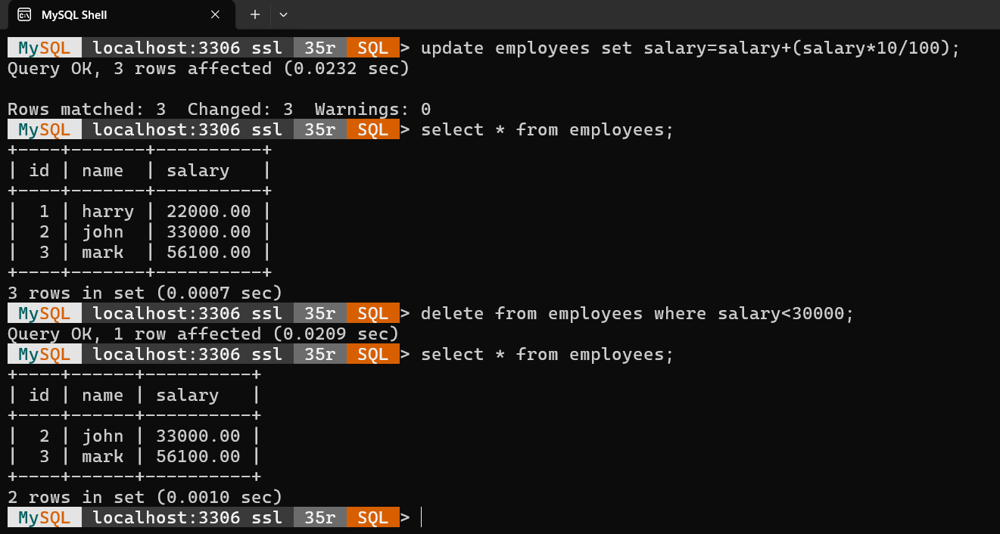 MySQL Shell
MySQL localhost:3306 ssl 35r SQL > update employees set salary=salary+(salary*10/100);
Query OK, 3 rows affected (0.0232 sec)
Rows matched: 3  Changed: 3  Warnings: 0
MySQL localhost:3306 ssl 35r SQL > select * from employees;
+----+-------+----------+
| id | name  | salary   |
+----+-------+----------+
|  1 | harry | 22000.00 |
|  2 | john  | 33000.00 |
|  3 | mark  | 56100.00 |
+----+-------+----------+
3 rows in set (0.0007 sec)
MySQL localhost:3306 ssl 35r SQL > delete from employees where salary<30000;
Query OK, 1 row affected (0.0209 sec)
MySQL localhost:3306 ssl 35r SQL > select * from employees;
+----+------+----------+
| id | name | salary   |
+----+------+----------+
|  2 | john | 33000.00 |
|  3 | mark | 56100.00 |
+----+------+----------+
2 rows in set (0.0010 sec)
MySQL localhost:3306 ssl 35r SQL >